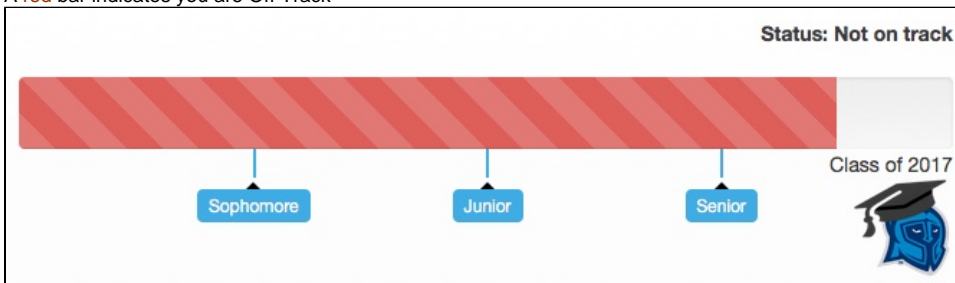 A red bar indicates you are Off Track
Status: Not on track
Class of 2017
Sophomore Junior Senior